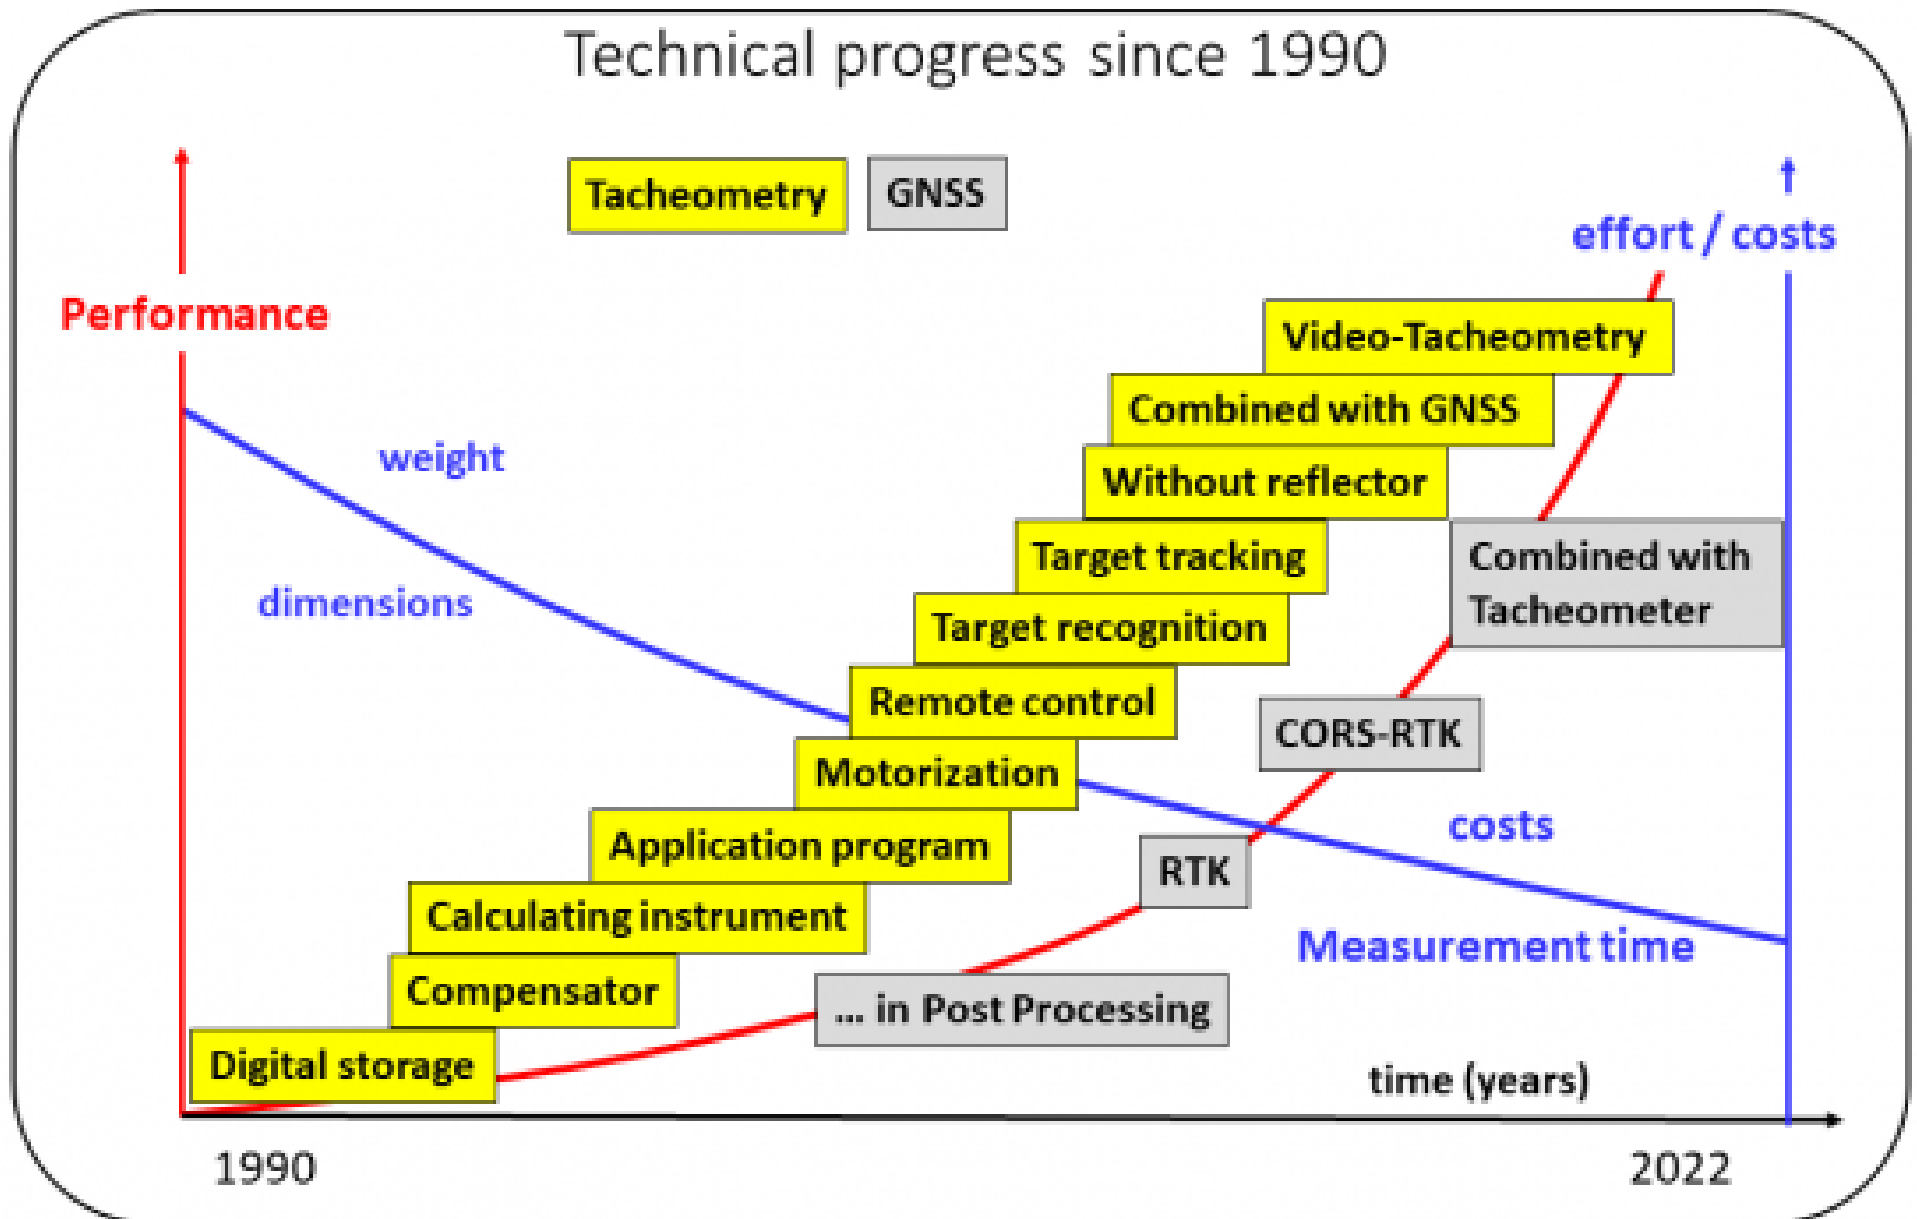 Technical progress since 1990
Tacheometry
GNSS
effort / costs
Performance
Video-Tacheometry
Combined with GNSS
weight
Without reflector
Target tracking
Combined with
Tacheometer
dimensions
Target recognition
Remote control
CORS-RTK
Motorization
costs
Application program
RTK
Calculating instrument
Measurement time
Compensator
... in Post Processing
Digital storage
time (years)
1990
2022